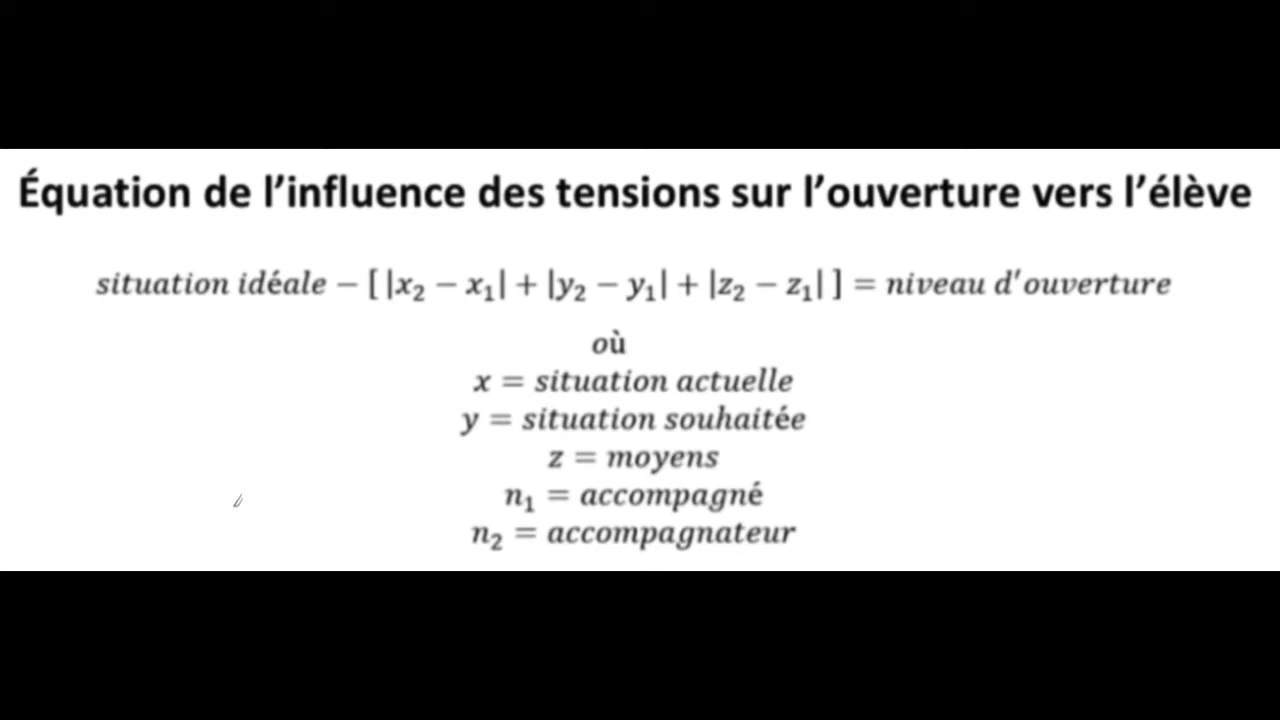 Équation de l'influence des tensions sur l'ouverture vers l'élève
situation idéale − [ |x₂ − x₁| + |y₂ − y₁| + |z₂ − z₁| ] = niveau d'ouverture
où
x = situation actuelle
y = situation souhaitée
z = moyens
n₁ = accompagné
n₂ = accompagnateur